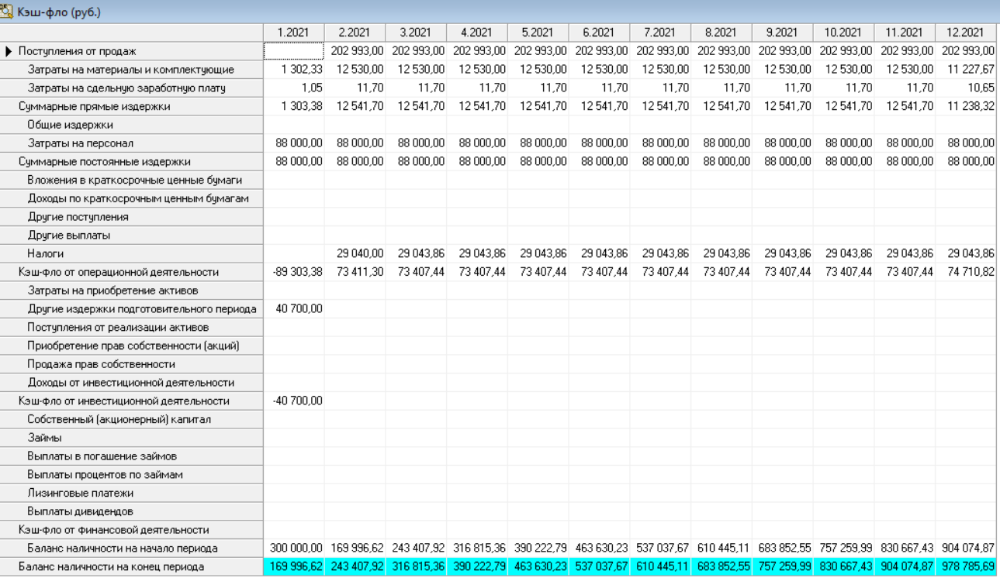 Кэш-фло (руб.)
1.2021 2.2021 3.2021 4.2021 5.2021 6.2021 7.2021 8.2021 9.2021 10.2021 11.2021 12.2021
Поступления от продаж 202 993,00 202 993,00 202 993,00 202 993,00 202 993,00 202 993,00 202 993,00 202 993,00 202 993,00 202 993,00 202 993,00
Затраты на материалы и комплектующие 1 302,33 12 530,00 12 530,00 12 530,00 12 530,00 12 530,00 12 530,00 12 530,00 12 530,00 12 530,00 12 530,00 11 227,67
Затраты на сдельную заработную плату 1,05 11,70 11,70 11,70 11,70 11,70 11,70 11,70 11,70 11,70 11,70 10,65
Суммарные прямые издержки 1 303,38 12 541,70 12 541,70 12 541,70 12 541,70 12 541,70 12 541,70 12 541,70 12 541,70 12 541,70 12 541,70 11 238,32
Общие издержки
Затраты на персонал 88 000,00 88 000,00 88 000,00 88 000,00 88 000,00 88 000,00 88 000,00 88 000,00 88 000,00 88 000,00 88 000,00 88 000,00
Суммарные постоянные издержки 88 000,00 88 000,00 88 000,00 88 000,00 88 000,00 88 000,00 88 000,00 88 000,00 88 000,00 88 000,00 88 000,00 88 000,00
Вложения в краткосрочные ценные бумаги
Доходы по краткосрочным ценным бумагам
Другие поступления
Другие выплаты
Налоги 29 040,00 29 043,86 29 043,86 29 043,86 29 043,86 29 043,86 29 043,86 29 043,86 29 043,86 29 043,86 29 043,86
Кэш-фло от операционной деятельности -89 303,38 73 411,30 73 407,44 73 407,44 73 407,44 73 407,44 73 407,44 73 407,44 73 407,44 73 407,44 73 407,44 74 710,82
Затраты на приобретение активов
Другие издержки подготовительного периода 40 700,00
Поступления от реализации активов
Приобретение прав собственности (акций)
Продажа прав собственности
Доходы от инвестиционной деятельности
Кэш-фло от инвестиционной деятельности -40 700,00
Собственный (акционерный) капитал
Займы
Выплаты в погашение займов
Выплаты процентов по займам
Лизинговые платежи
Выплаты дивидендов
Кэш-фло от финансовой деятельности
Баланс наличности на начало периода 300 000,00 169 996,62 243 407,92 316 815,36 390 222,79 463 630,23 537 037,67 610 445,11 683 852,55 757 259,99 830 667,43 904 074,87
Баланс наличности на конец периода 169 996,62 243 407,92 316 815,36 390 222,79 463 630,23 537 037,67 610 445,11 683 852,55 757 259,99 830 667,43 904 074,87 978 785,69